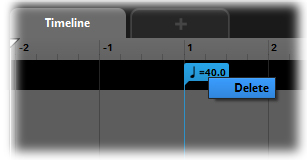 Timeline +
-2 -1 1 2
♩=40.0
Delete